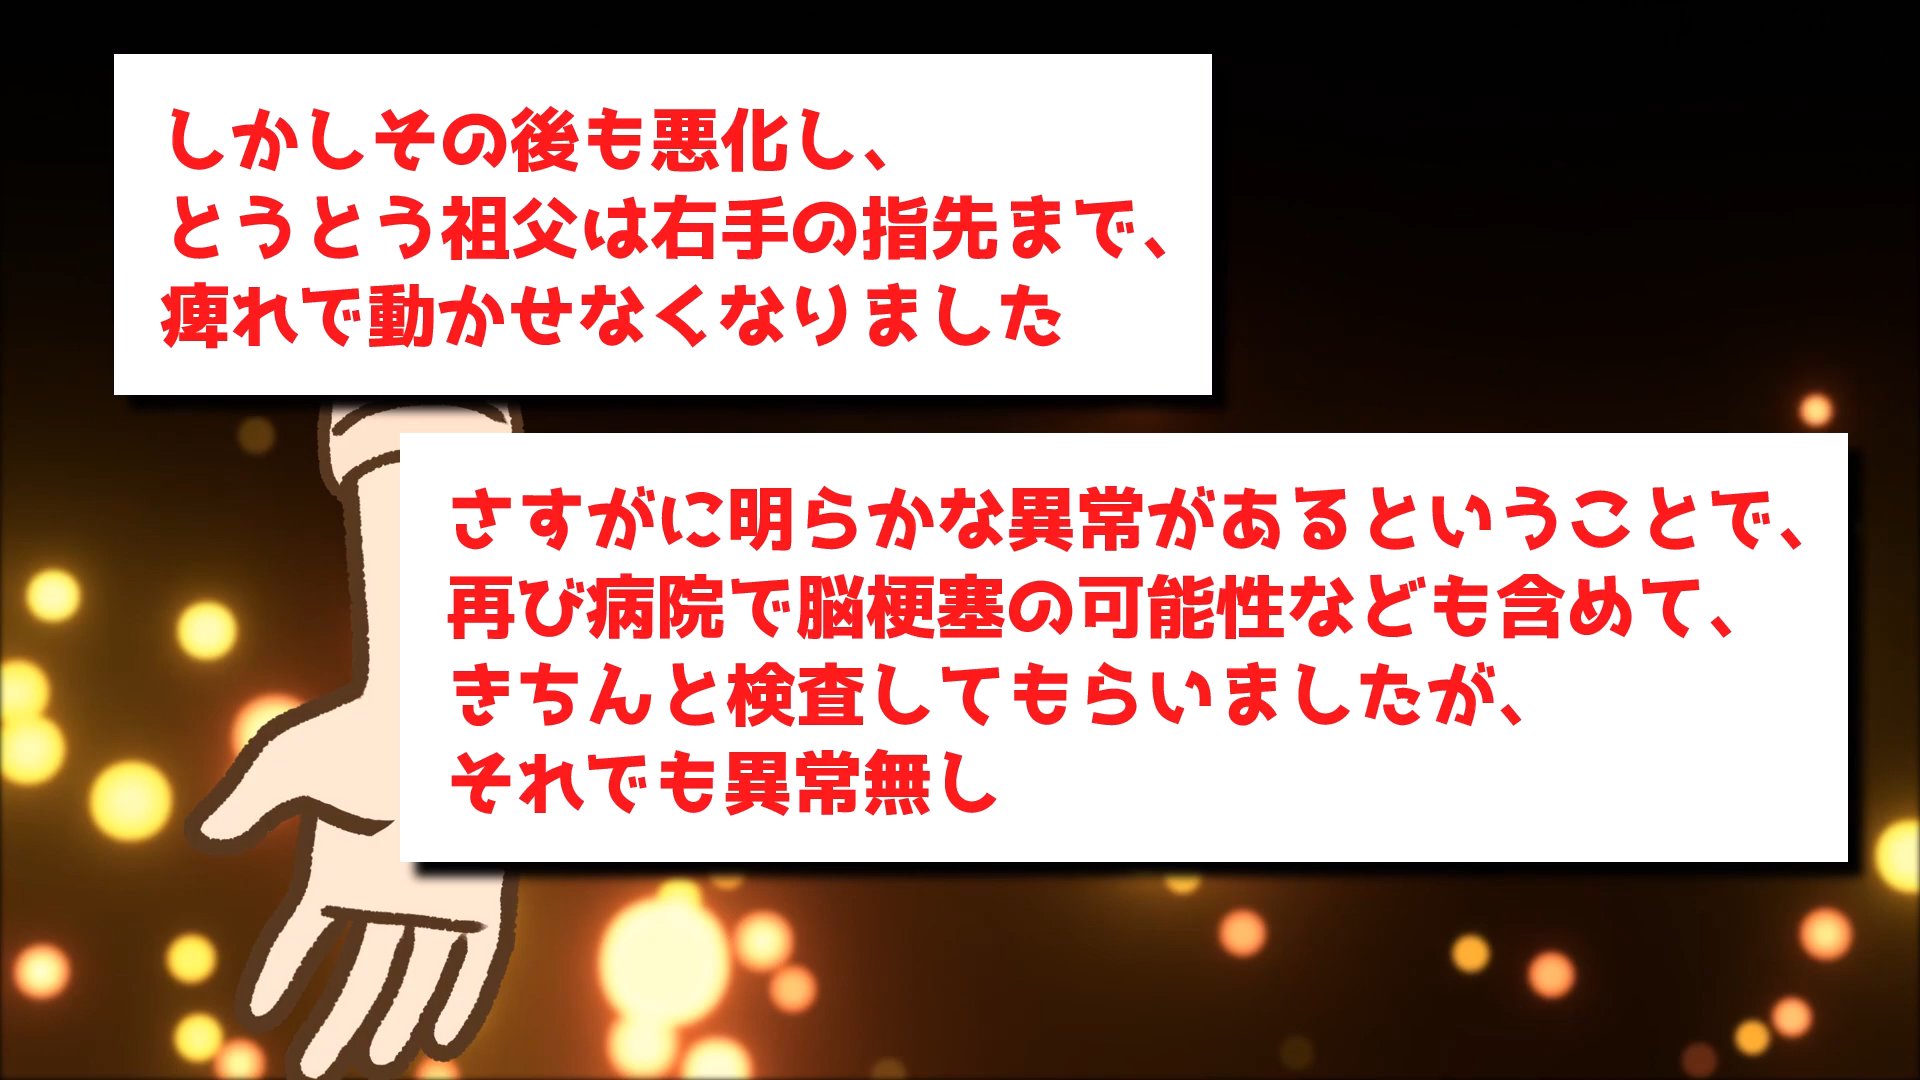 しかしその後も悪化し、
とうとう祖父は右手の指先まで、
痺れで動かせなくなりました
さすがに明らかな異常があるということで、
再び病院で脳梗塞の可能性なども含めて、
きちんと検査してもらいましたが、
それでも異常無し